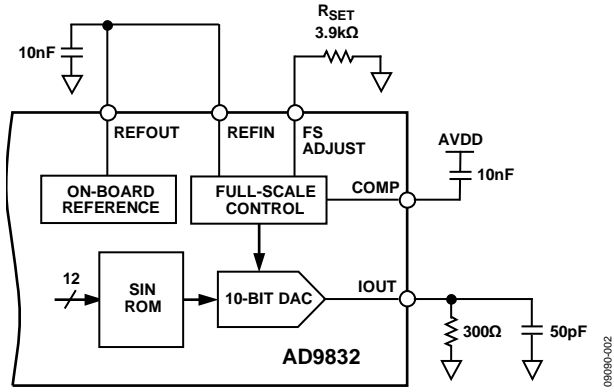 RSET
3.9kΩ
10nF
REFOUT
REFIN
FS
ADJUST
AVDD
10nF
COMP
ON-BOARD
REFERENCE
FULL-SCALE
CONTROL
12
SIN
ROM
10-BIT DAC
IOUT
300Ω
50pF
AD9832
09090-002